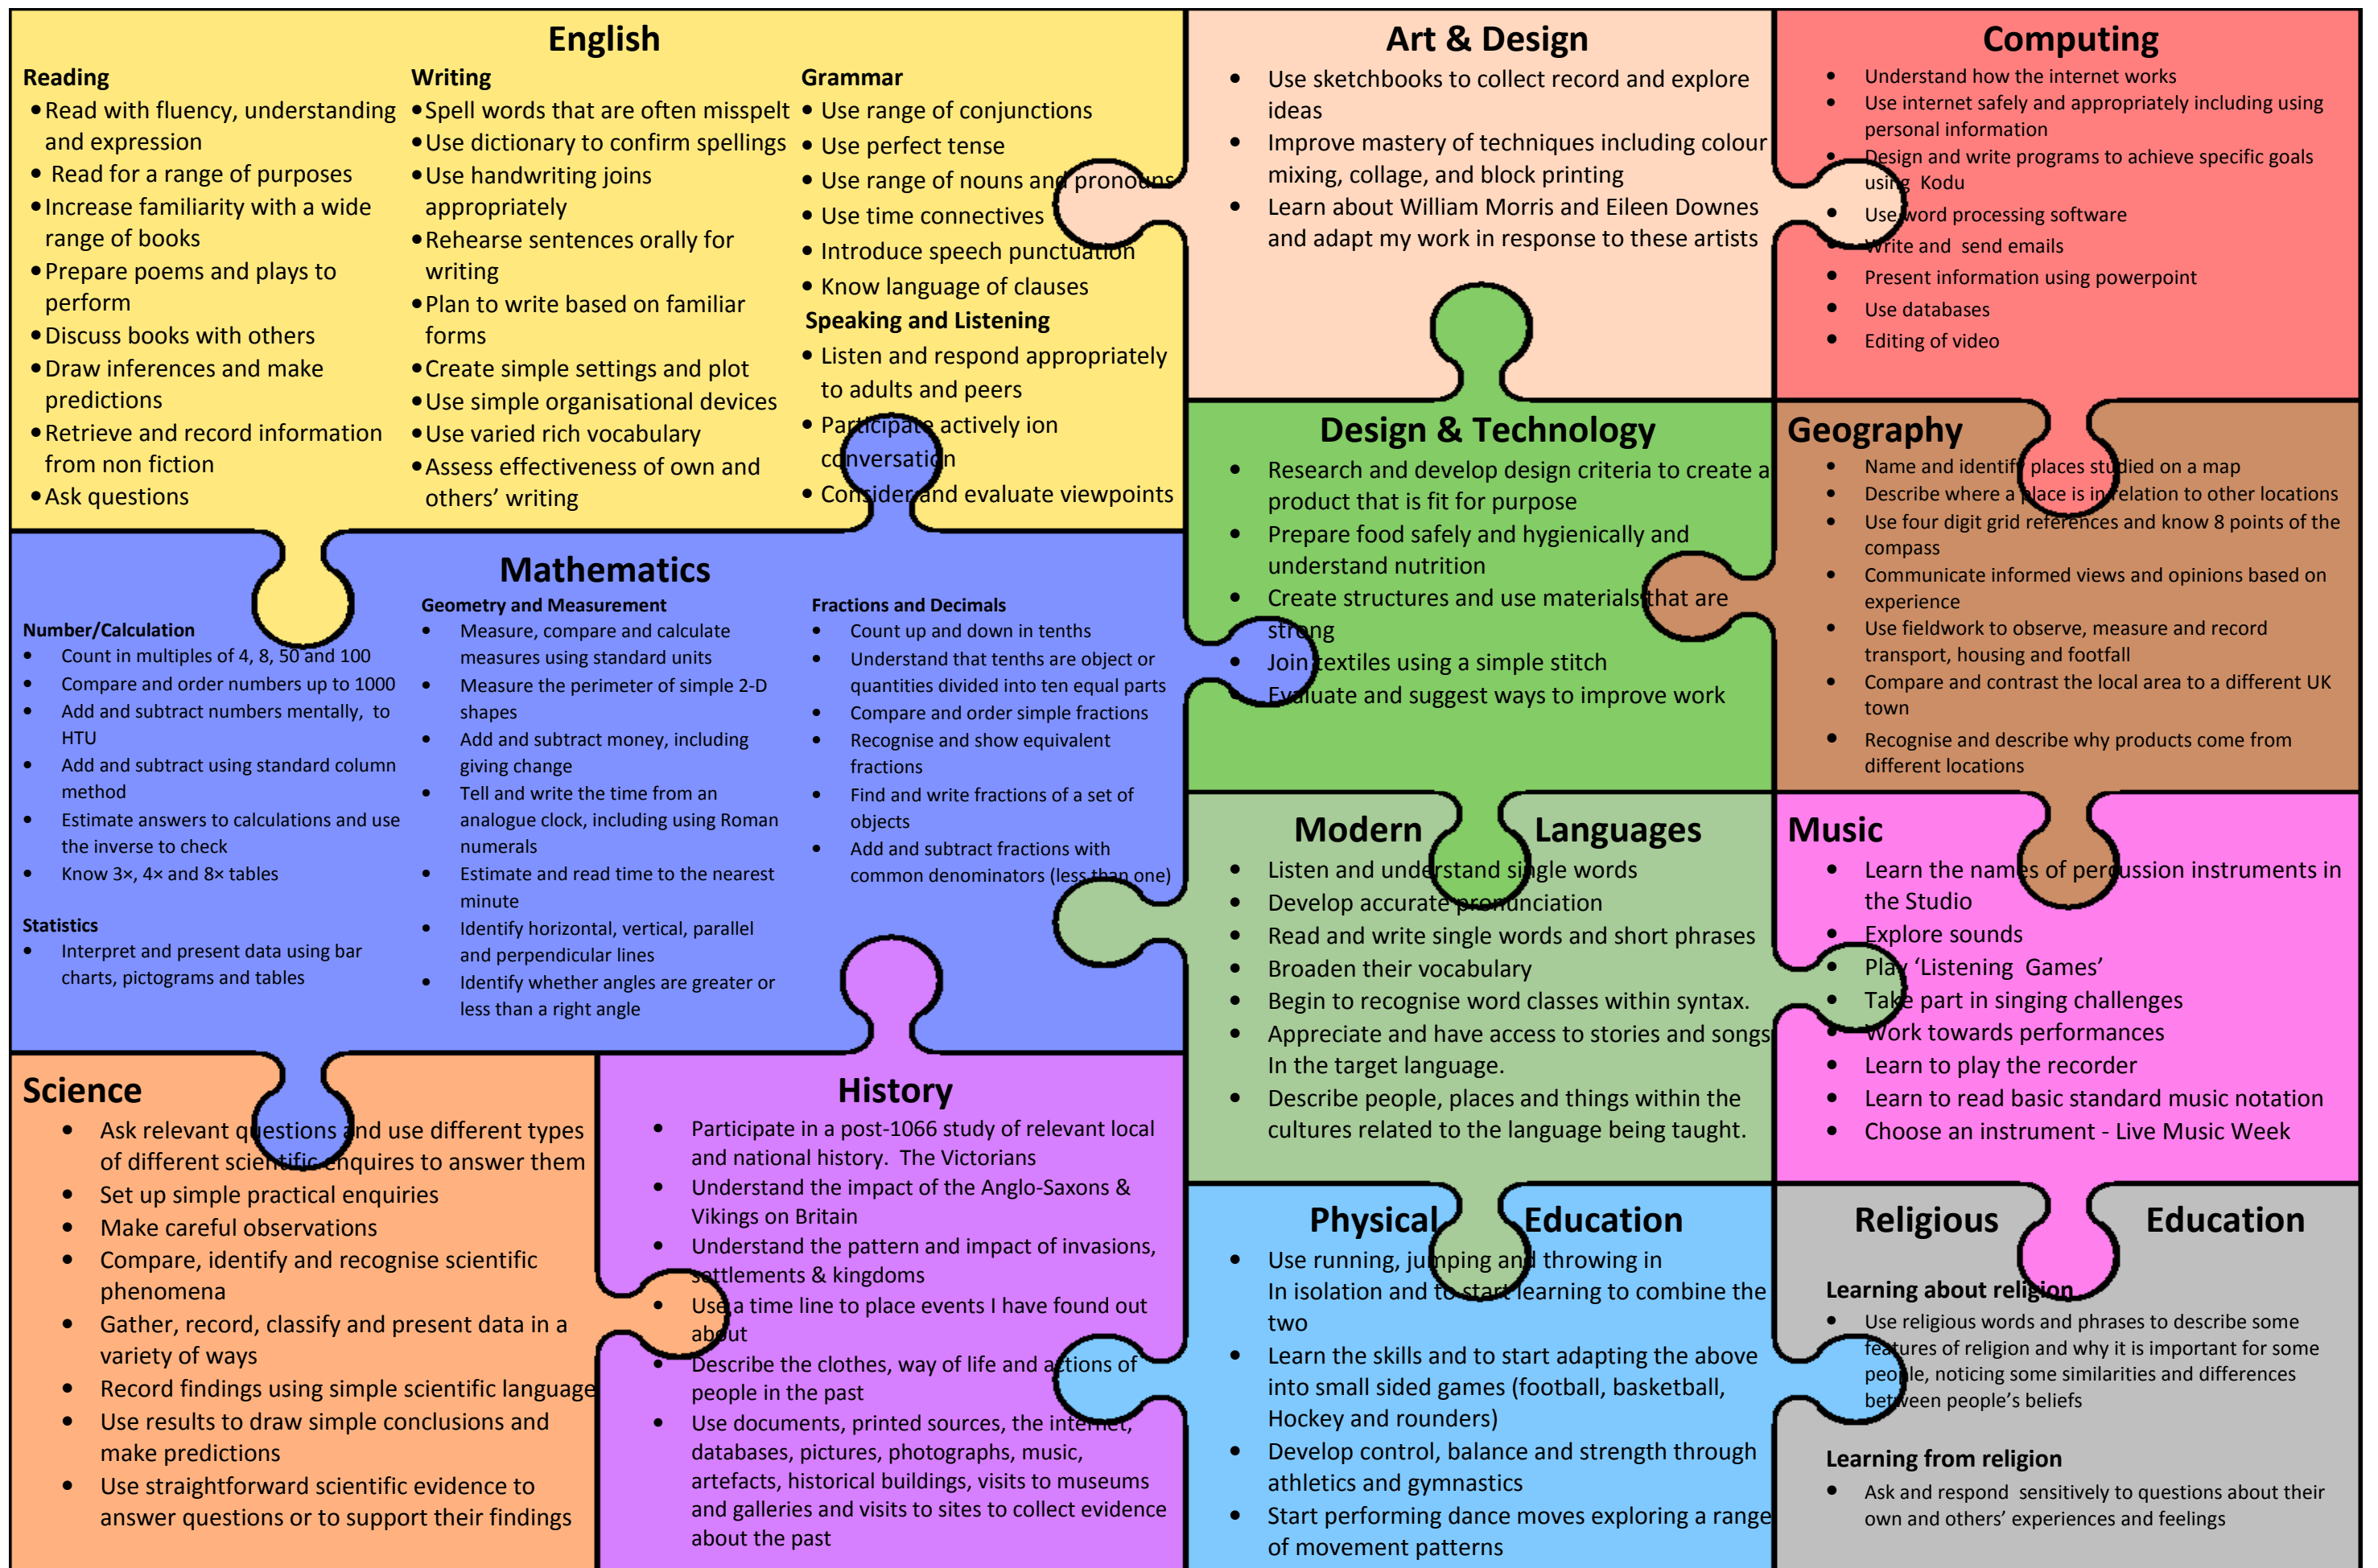 English
Reading
• Read with fluency, understanding
and expression
• Read for a range of purposes
• Increase familiarity with a wide
range of books
• Prepare poems and plays to
perform
• Discuss books with others
• Draw inferences and make
predictions
• Retrieve and record information
from non fiction
• Ask questions
Writing
• Spell words that are often misspelt
• Use dictionary to confirm spellings
• Use handwriting joins
appropriately
• Rehearse sentences orally for
writing
• Plan to write based on familiar
forms
• Create simple settings and plot
• Use simple organisational devices
• Use varied rich vocabulary
• Assess effectiveness of own and
others’ writing
Grammar
• Use range of conjunctions
• Use perfect tense
• Use range of nouns and pronouns
• Use time connectives
• Introduce speech punctuation
• Know language of clauses
Speaking and Listening
• Listen and respond appropriately
to adults and peers
• Participate actively ion
conversation
• Consider and evaluate viewpoints
Art & Design
• Use sketchbooks to collect record and explore
ideas
• Improve mastery of techniques including colour
mixing, collage, and block printing
• Learn about William Morris and Eileen Downes
and adapt my work in response to these artists
Computing
• Understand how the internet works
• Use internet safely and appropriately including using
personal information
• Design and write programs to achieve specific goals
using Kodu
• Use word processing software
• Write and send emails
• Present information using powerpoint
• Use databases
• Editing of video
Mathematics
Number/Calculation
• Count in multiples of 4, 8, 50 and 100
• Compare and order numbers up to 1000
• Add and subtract numbers mentally, to
HTU
• Add and subtract using standard column
method
• Estimate answers to calculations and use
the inverse to check
• Know 3×, 4× and 8× tables
Statistics
• Interpret and present data using bar
charts, pictograms and tables
Geometry and Measurement
• Measure, compare and calculate
measures using standard units
• Measure the perimeter of simple 2-D
shapes
• Add and subtract money, including
giving change
• Tell and write the time from an
analogue clock, including using Roman
numerals
• Estimate and read time to the nearest
minute
• Identify horizontal, vertical, parallel
and perpendicular lines
• Identify whether angles are greater or
less than a right angle
Fractions and Decimals
• Count up and down in tenths
• Understand that tenths are object or
quantities divided into ten equal parts
• Compare and order simple fractions
• Recognise and show equivalent
fractions
• Find and write fractions of a set of
objects
• Add and subtract fractions with
common denominators (less than one)
Design & Technology
• Research and develop design criteria to create a
product that is fit for purpose
• Prepare food safely and hygienically and
understand nutrition
• Create structures and use materials that are
strong
• Join textiles using a simple stitch
• Evaluate and suggest ways to improve work
Geography
• Name and identify places studied on a map
• Describe where a place is in relation to other locations
• Use four digit grid references and know 8 points of the
compass
• Communicate informed views and opinions based on
experience
• Use fieldwork to observe, measure and record
transport, housing and footfall
• Compare and contrast the local area to a different UK
town
• Recognise and describe why products come from
different locations
Modern Languages
• Listen and understand single words
• Develop accurate pronunciation
• Read and write single words and short phrases
• Broaden their vocabulary
• Begin to recognise word classes within syntax.
• Appreciate and have access to stories and songs
In the target language.
• Describe people, places and things within the
cultures related to the language being taught.
Music
• Learn the names of percussion instruments in
the Studio
• Explore sounds
• Play ‘Listening Games’
• Take part in singing challenges
• Work towards performances
• Learn to play the recorder
• Learn to read basic standard music notation
• Choose an instrument - Live Music Week
Science
• Ask relevant questions and use different types
of different scientific enquires to answer them
• Set up simple practical enquiries
• Make careful observations
• Compare, identify and recognise scientific
phenomena
• Gather, record, classify and present data in a
variety of ways
• Record findings using simple scientific language
• Use results to draw simple conclusions and
make predictions
• Use straightforward scientific evidence to
answer questions or to support their findings
History
• Participate in a post-1066 study of relevant local
and national history. The Victorians
• Understand the impact of the Anglo-Saxons &
Vikings on Britain
• Understand the pattern and impact of invasions,
settlements & kingdoms
• Use a time line to place events I have found out
about
• Describe the clothes, way of life and actions of
people in the past
• Use documents, printed sources, the internet,
databases, pictures, photographs, music,
artefacts, historical buildings, visits to museums
and galleries and visits to sites to collect evidence
about the past
Physical Education
• Use running, jumping and throwing in
In isolation and to start learning to combine the
two
• Learn the skills and to start adapting the above
into small sided games (football, basketball,
Hockey and rounders)
• Develop control, balance and strength through
athletics and gymnastics
• Start performing dance moves exploring a range
of movement patterns
Religious Education
Learning about religion
• Use religious words and phrases to describe some
features of religion and why it is important for some
people, noticing some similarities and differences
between people’s beliefs
Learning from religion
• Ask and respond sensitively to questions about their
own and others’ experiences and feelings